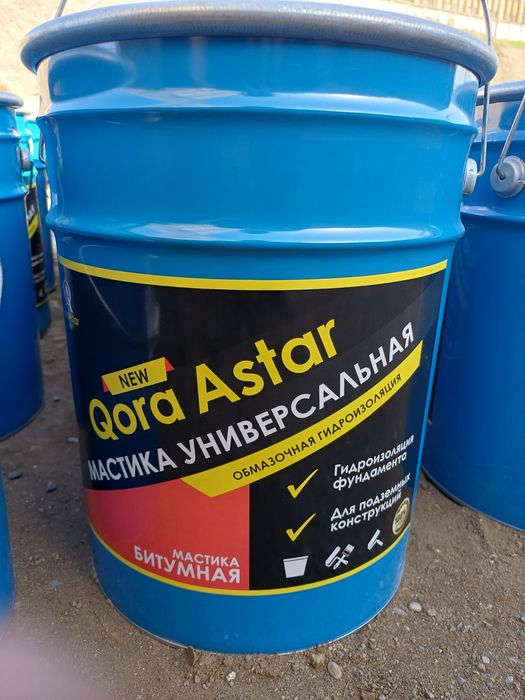 NEW
Qora Astar
МАСТИКА УНИВЕРСАЛЬНАЯ
ОБМАЗОЧНАЯ ГИДРОИЗОЛЯЦИЯ
Гидроизоляция
фундамента
Для подземных
конструкций
МАСТИКА
БИТУМНАЯ